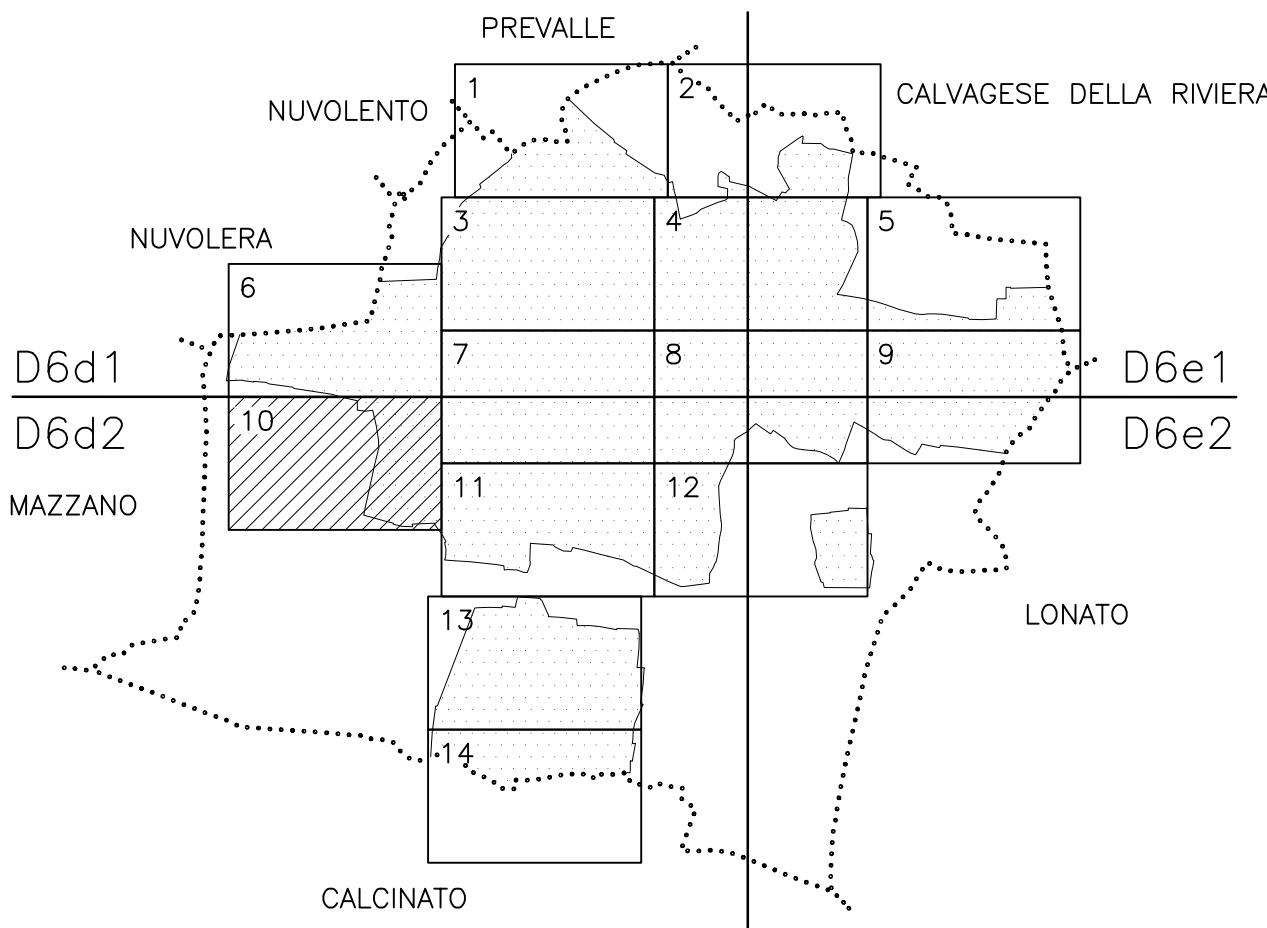 PREVALLE
1
2
CALVAGESE DELLA RIVIERA
NUVOLENTO
3
4
5
NUVOLERA
6
7
8
9
D6d1
D6e1
10
D6d2
D6e2
11
12
MAZZANO
13
LONATO
14
CALCINATO